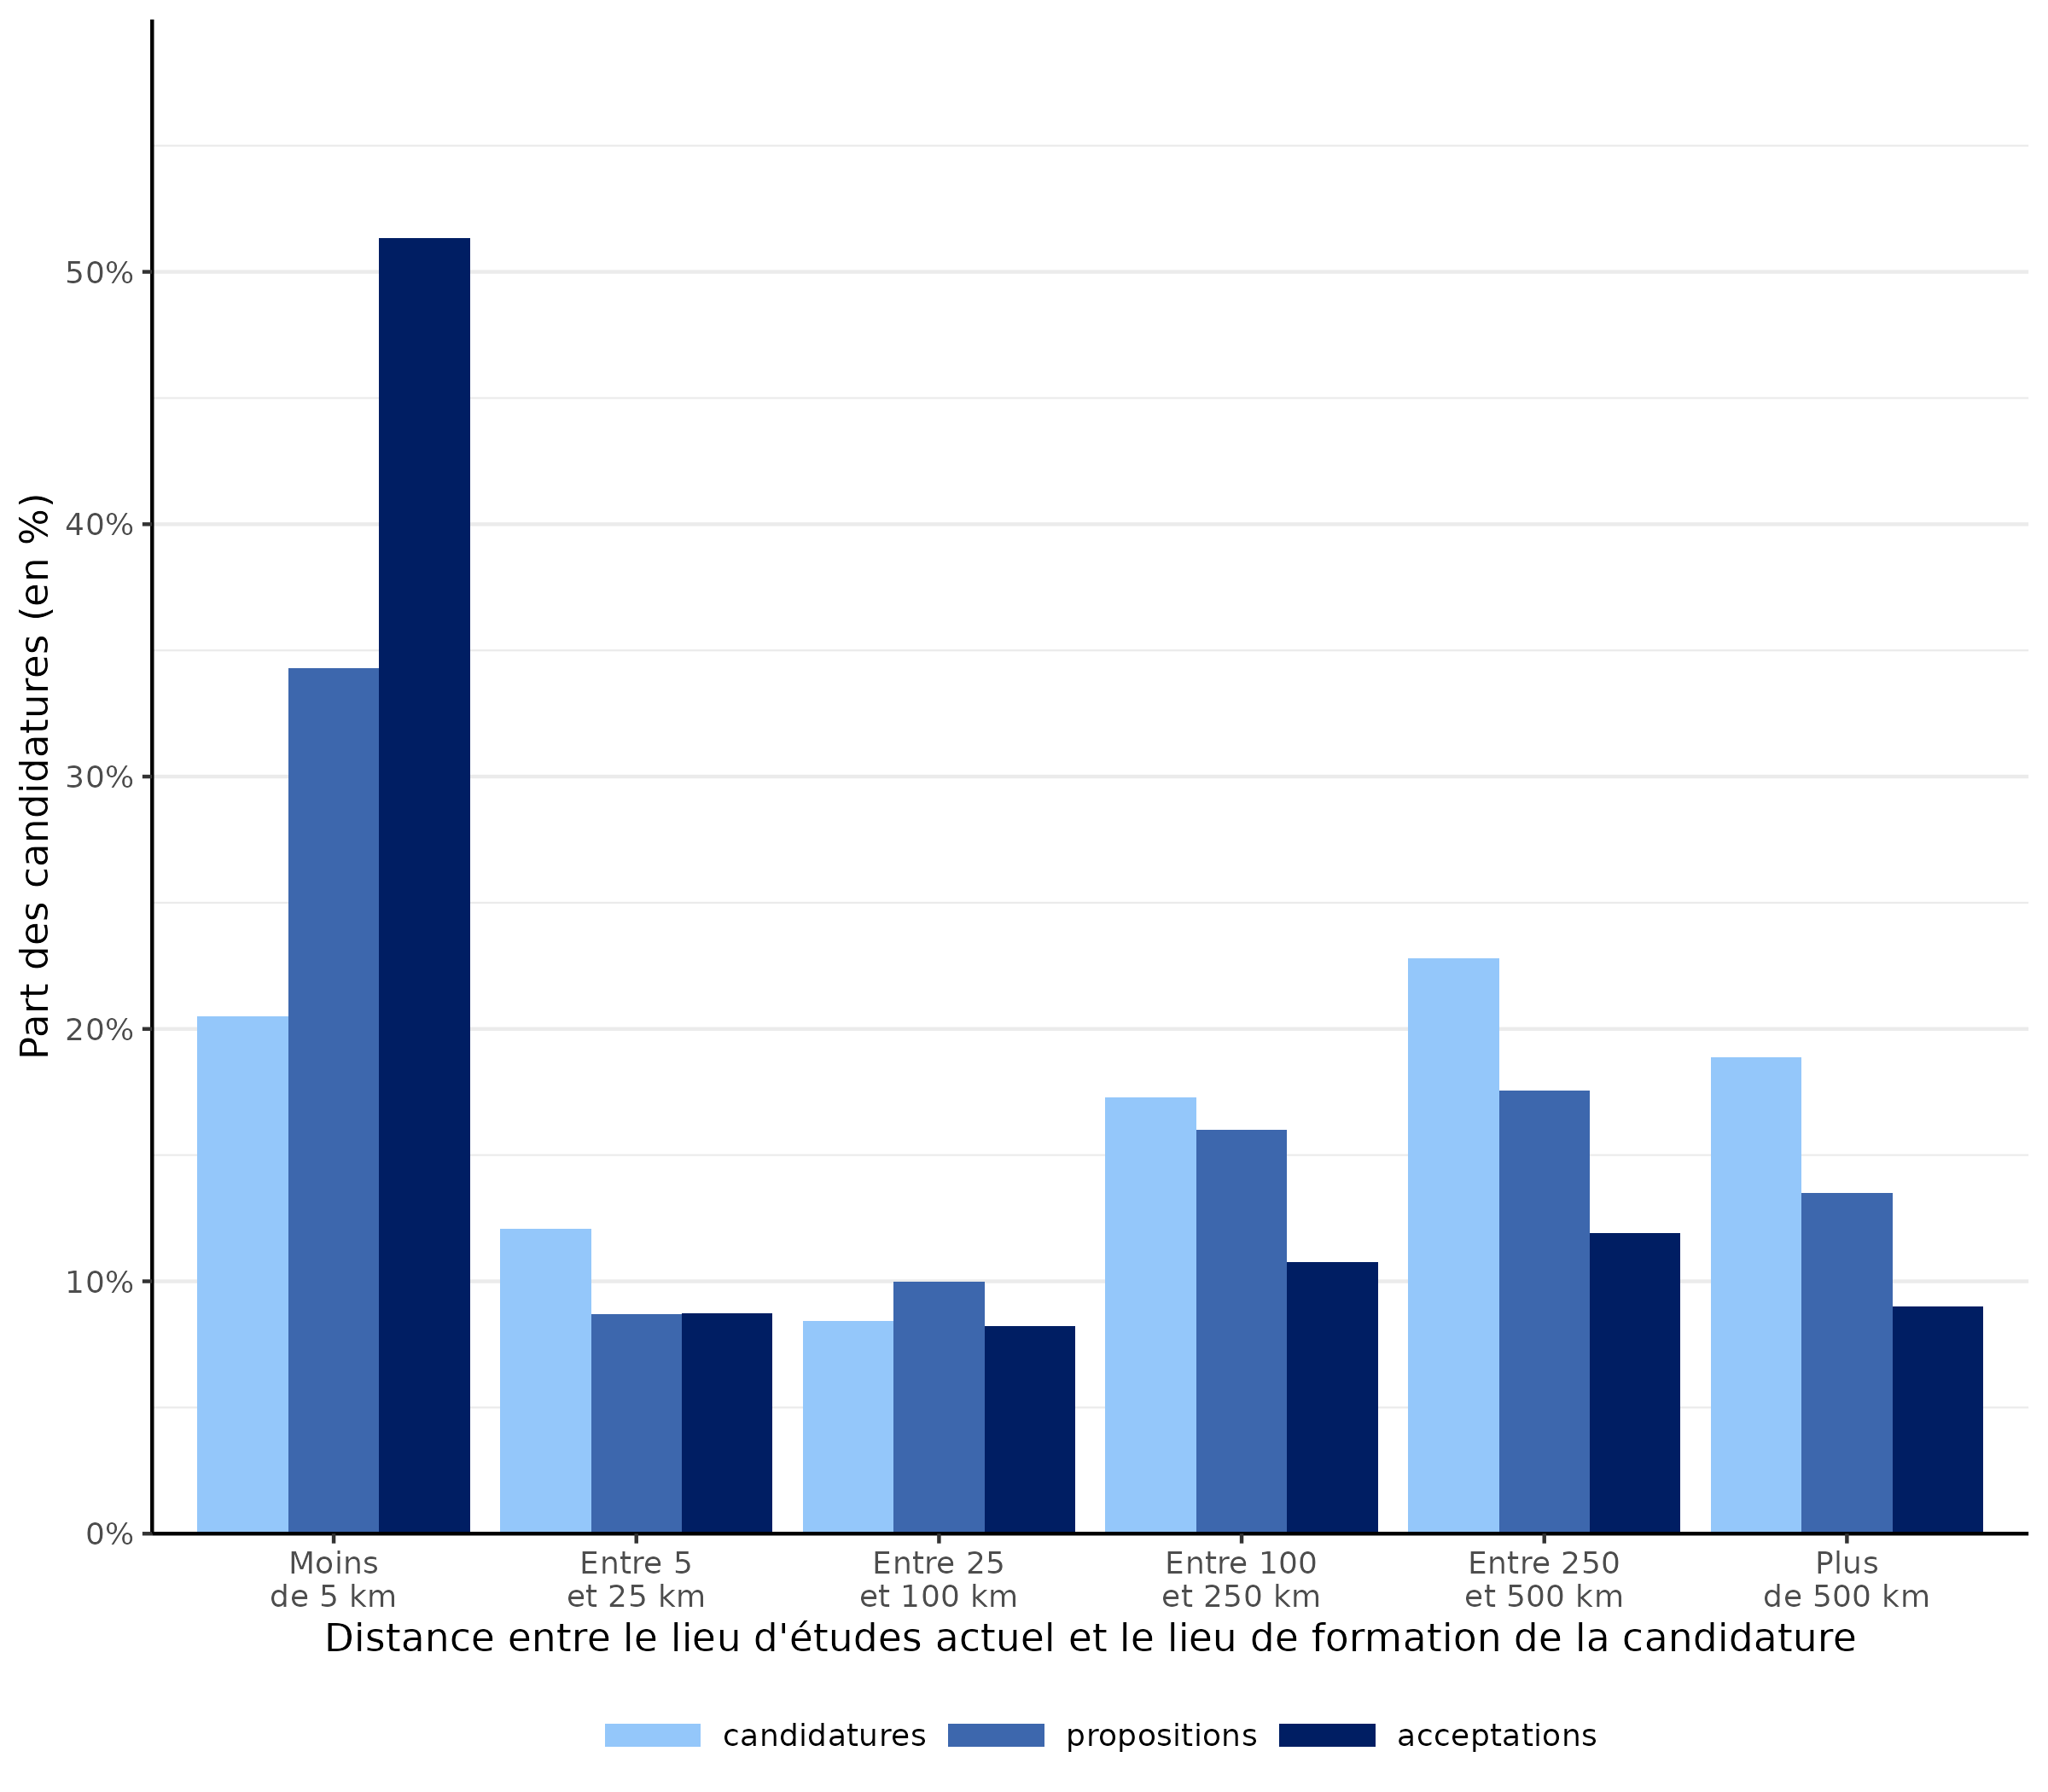 Part des candidatures (en %)
50%
40%
30%
20%
10%
0%
Moins
de 5 km
Entre 5
et 25 km
Entre 25
et 100 km
Entre 100
et 250 km
Entre 250
et 500 km
Plus
de 500 km
Distance entre le lieu d'études actuel et le lieu de formation de la candidature
candidatures
propositions
acceptations